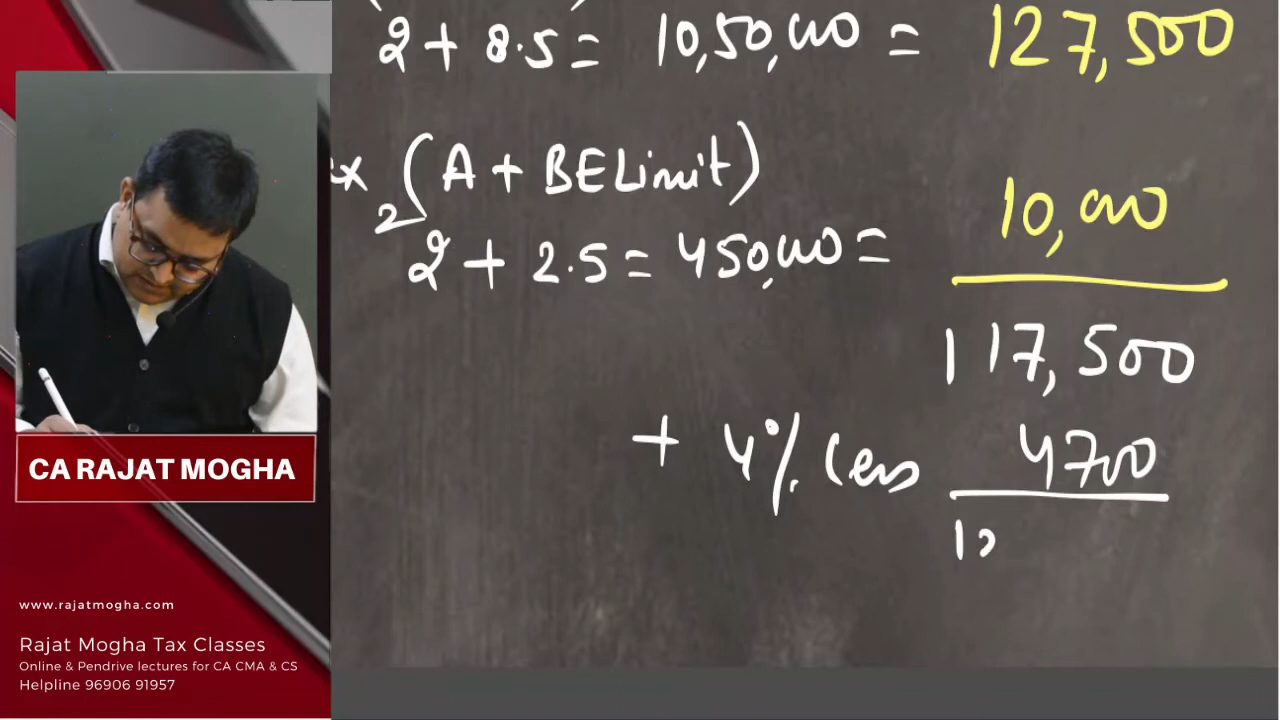 2 + 8.5 = 10,50,000 = 127,500
(A + BE Limit)
2
2 + 2.5 = 450,000 = 10,000
117,500
+ 4% Cess 4700
12
CA RAJAT MOGHA
www.rajatmogha.com
Rajat Mogha Tax Classes
Online & Pendrive lectures for CA CMA & CS
Helpline 96906 91957